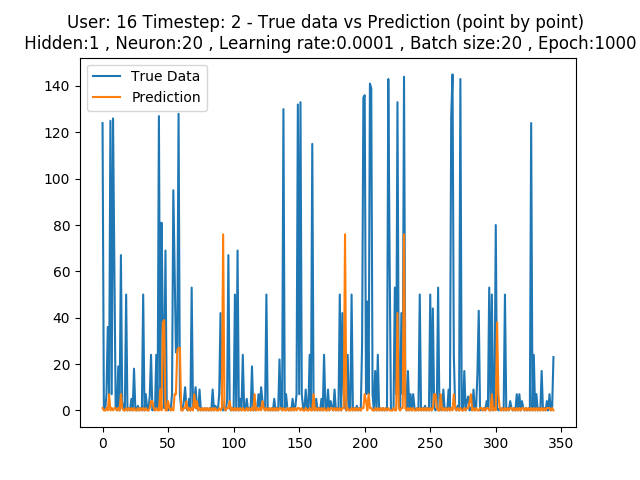 User: 16 Timestep: 2 - True data vs Prediction (point by point)
Hidden:1 , Neuron:20 , Learning rate:0.0001 , Batch size:20 , Epoch:1000
True Data
Prediction
140
120
100
80
60
40
20
0
0 50 100 150 200 250 300 350